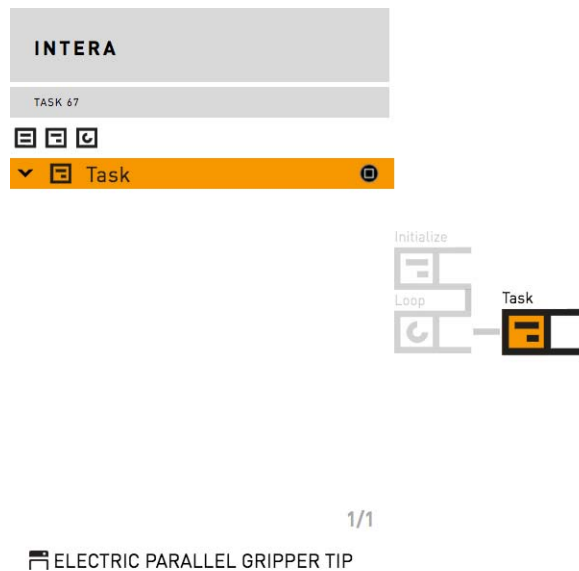 INTERA
TASK 67
Task
Initialize
Loop
Task
1/1
ELECTRIC PARALLEL GRIPPER TIP